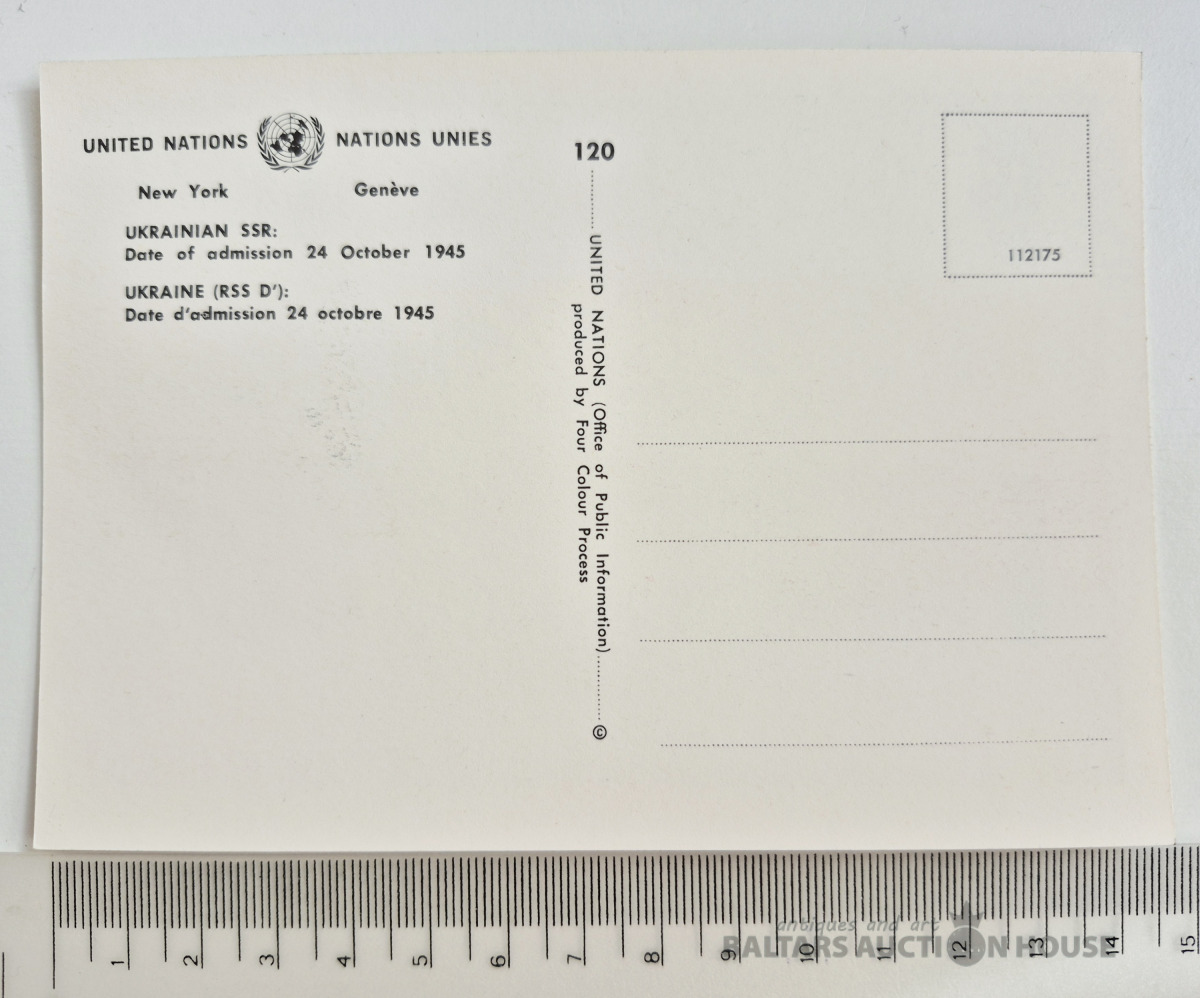 UNITED NATIONS NATIONS UNIES
New York Genève
UKRAINIAN SSR:
Date of admission 24 October 1945
UKRAINE (RSS D'):
Date d'admission 24 octobre 1945
120
UNITED NATIONS (Office of Public Information) ©
produced by Four Colour Process
112175
1 2 3 4 5 6 7 8 9 10 11 12 13 14 15
antiques and art
BALTARS AUCTION HOUSE